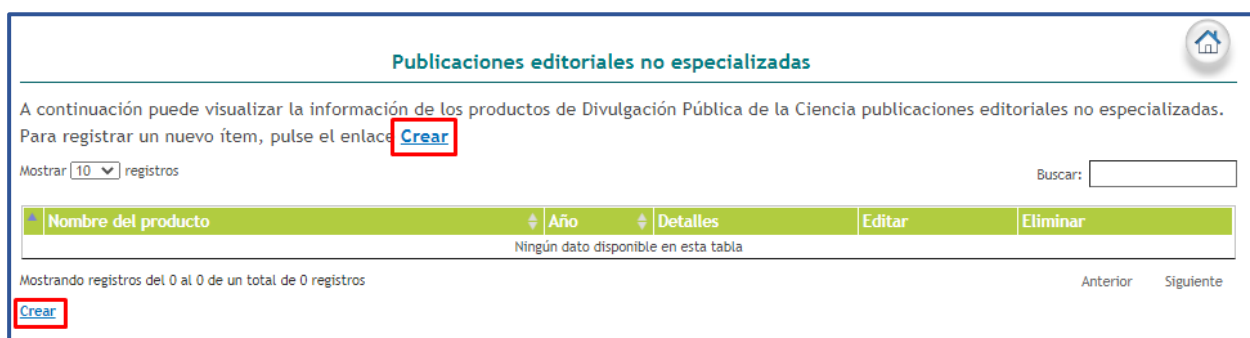 Publicaciones editoriales no especializadas
A continuación puede visualizar la información de los productos de Divulgación Pública de la Ciencia publicaciones editoriales no especializadas.
Para registrar un nuevo ítem, pulse el enlace Crear
Mostrar 10 registros
Buscar:
Nombre del producto Año Detalles Editar Eliminar
Ningún dato disponible en esta tabla
Mostrando registros del 0 al 0 de un total de 0 registros
Anterior Siguiente
Crear